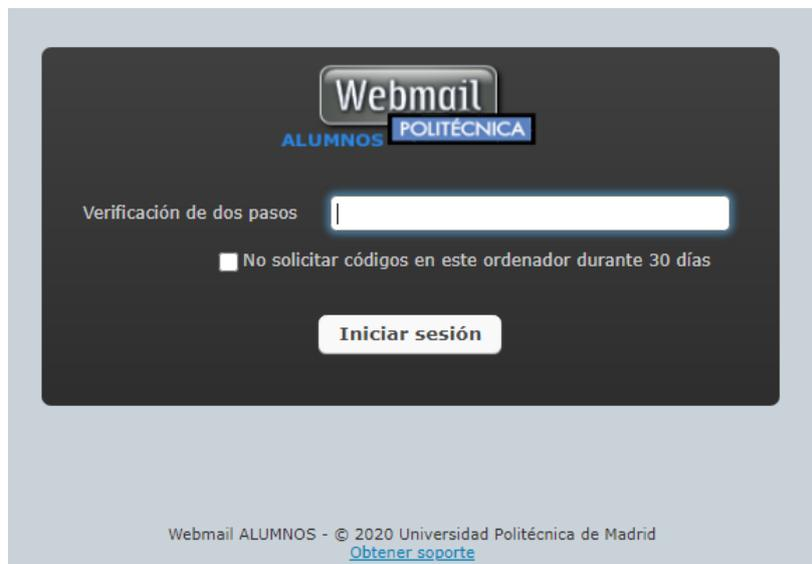 Webmail
ALUMNOS POLITÉCNICA
Verificación de dos pasos
No solicitar códigos en este ordenador durante 30 días
Iniciar sesión
Webmail ALUMNOS - © 2020 Universidad Politécnica de Madrid
Obtener soporte